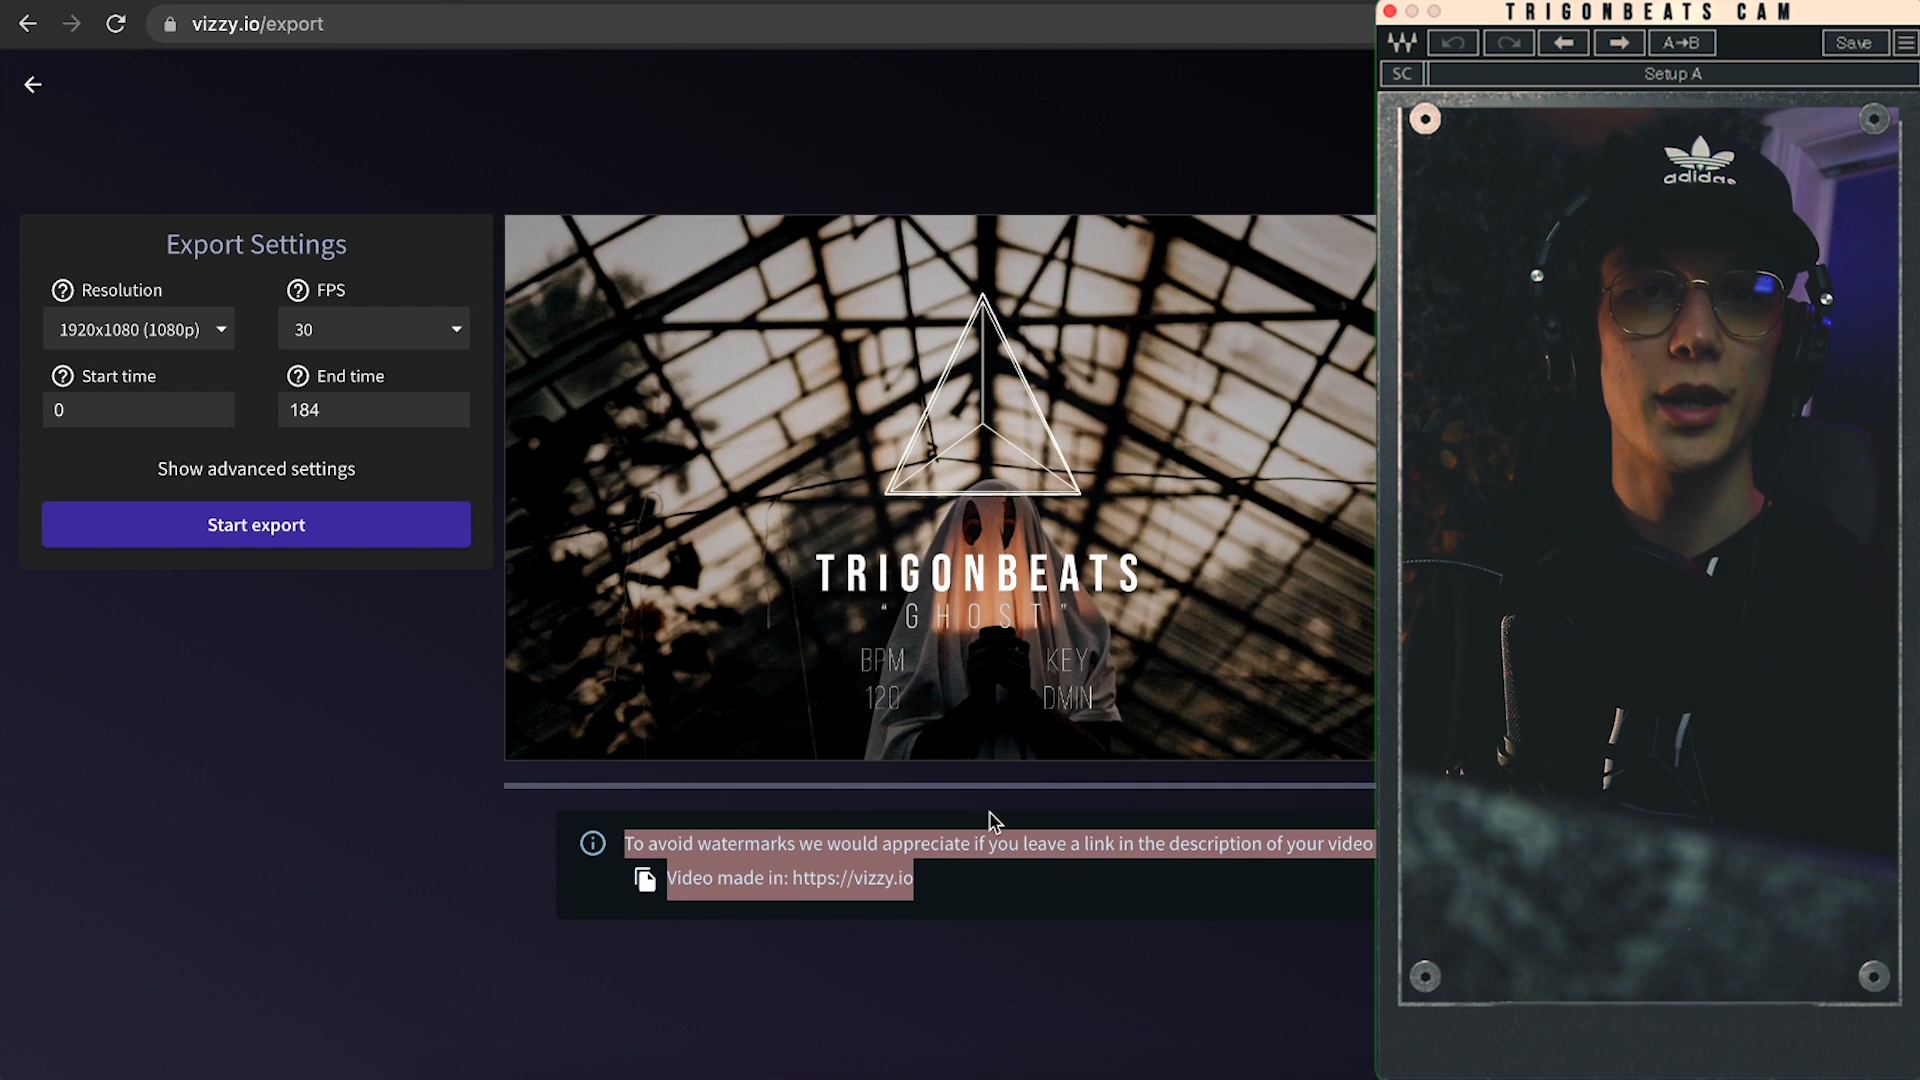 vizzy.io/export
Export Settings
Resolution
FPS
1920x1080 (1080p)
30
Start time
End time
0
184
Show advanced settings
Start export
TRIGONBEATS
"GHOST"
BPM
KEY
120
DMIN
To avoid watermarks we would appreciate if you leave a link in the description of your video
Video made in: https://vizzy.io
TRIGONBEATS CAM
A➔B
Save
SC
Setup A
adidas